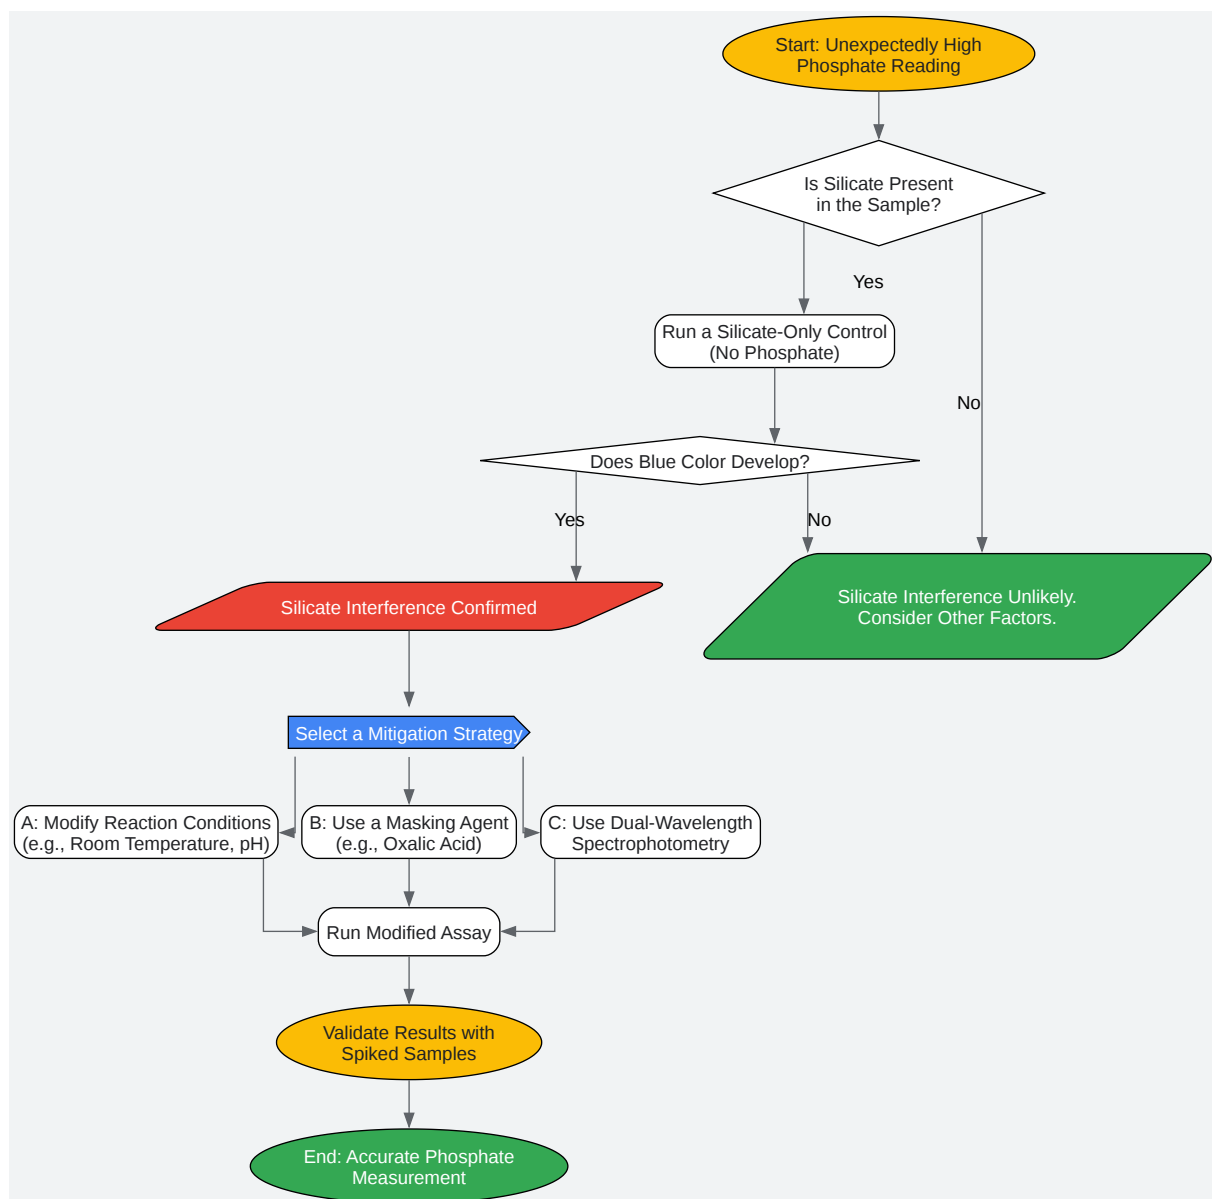 Start: Unexpectedly High
Phosphate Reading
Is Silicate Present
in the Sample?
Yes
Run a Silicate-Only Control
(No Phosphate)
No
Does Blue Color Develop?
Yes
No
Silicate Interference Confirmed
Silicate Interference Unlikely.
Consider Other Factors.
Select a Mitigation Strategy
A: Modify Reaction Conditions
(e.g., Room Temperature, pH)
B: Use a Masking Agent
(e.g., Oxalic Acid)
C: Use Dual-Wavelength
Spectrophotometry
Run Modified Assay
Validate Results with
Spiked Samples
End: Accurate Phosphate
Measurement